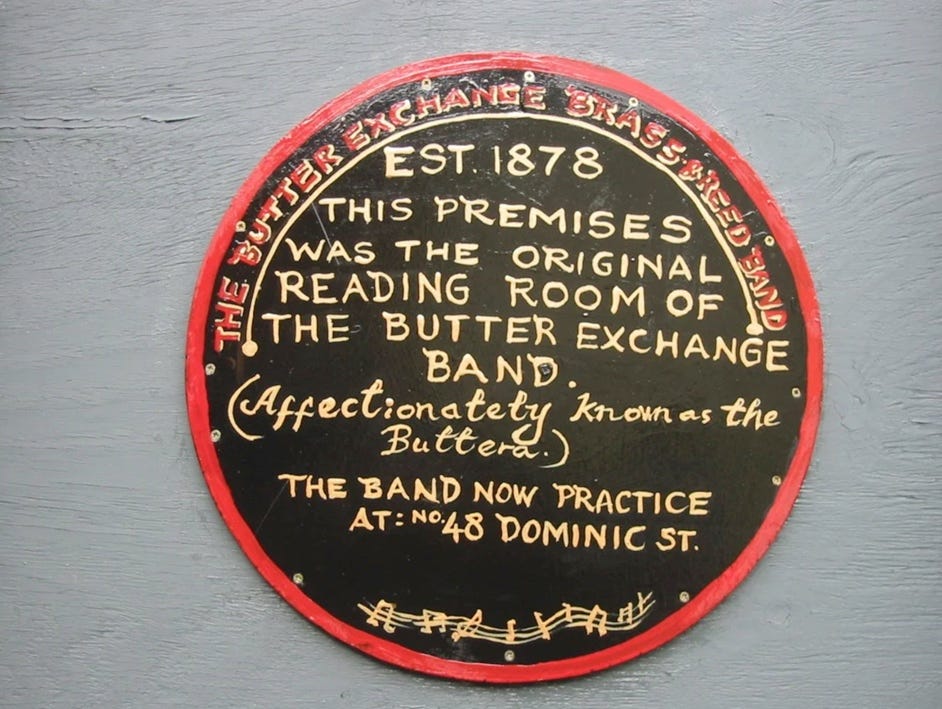 THE BUTTER EXCHANGE BRASS & REED BAND
EST. 1878
THIS PREMISES
WAS THE ORIGINAL
READING ROOM OF
THE BUTTER EXCHANGE
BAND.
(Affectionately known as the
Buttera.)
THE BAND NOW PRACTICE
AT: NO. 48 DOMINIC ST.